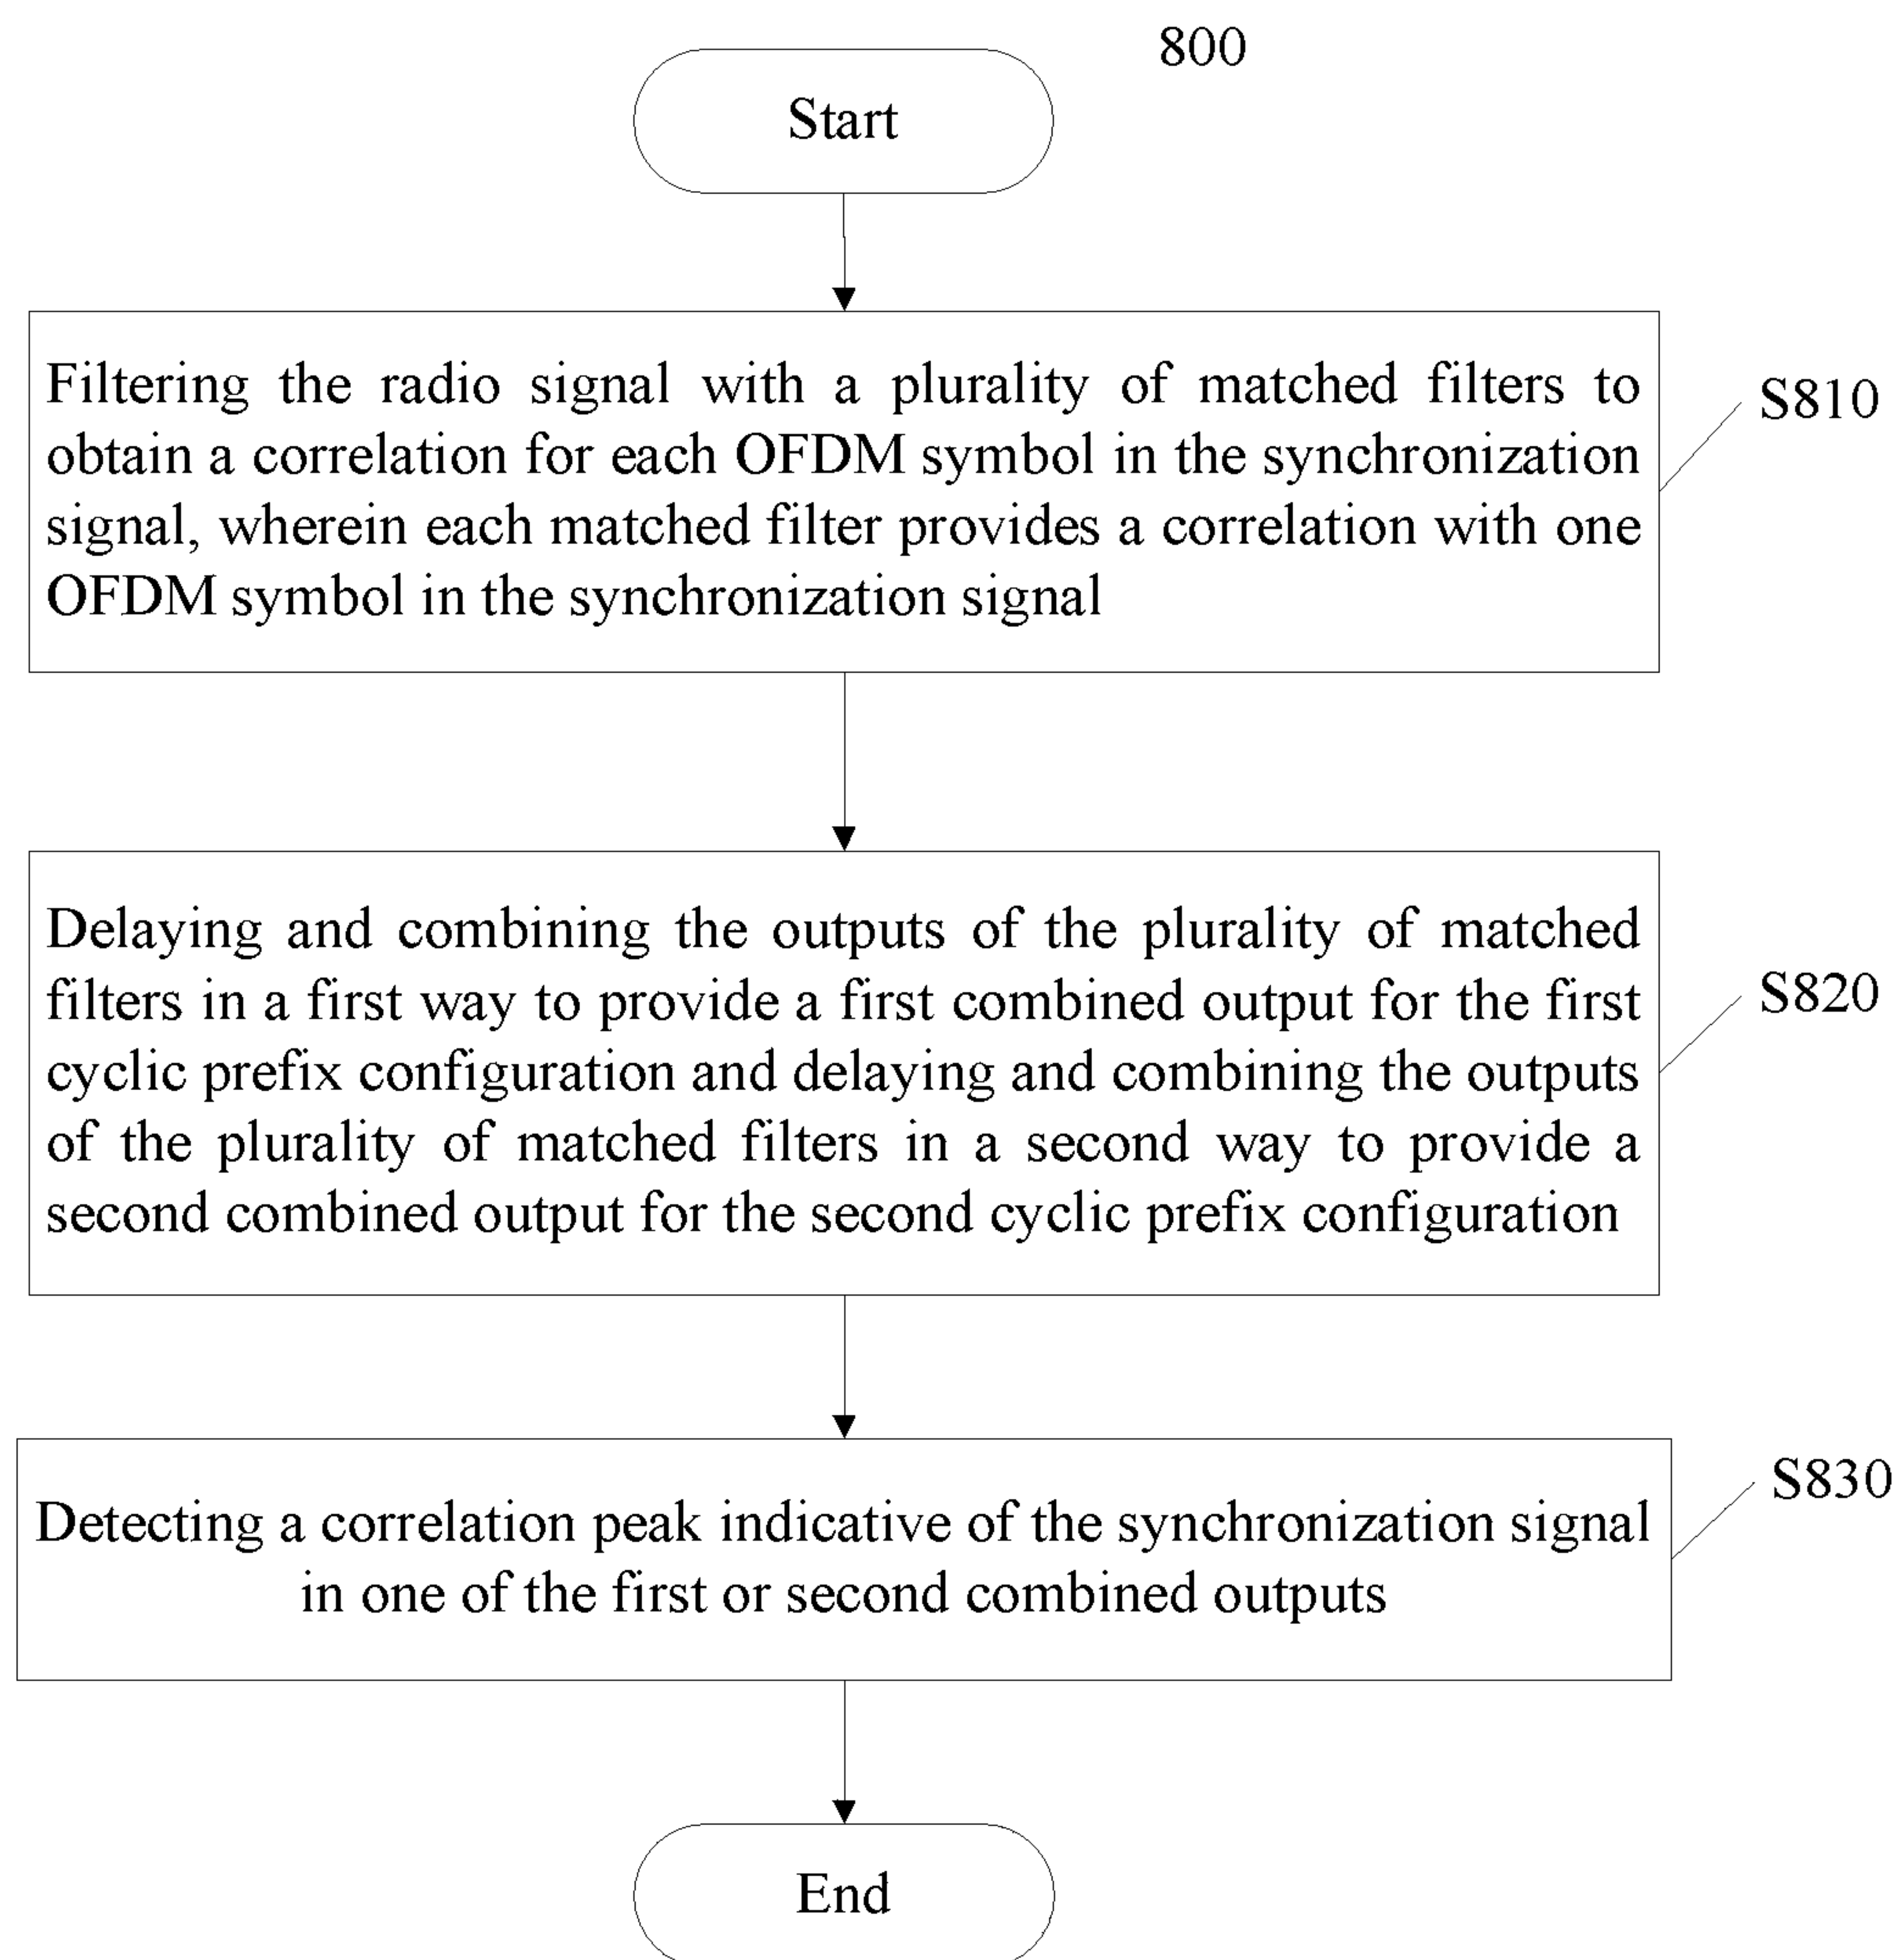 800
Start
Filtering the radio signal with a plurality of matched filters to
obtain a correlation for each OFDM symbol in the synchronization
signal, wherein each matched filter provides a correlation with one
OFDM symbol in the synchronization signal
S810
Delaying and combining the outputs of the plurality of matched
filters in a first way to provide a first combined output for the first
cyclic prefix configuration and delaying and combining the outputs
of the plurality of matched filters in a second way to provide a
second combined output for the second cyclic prefix configuration
S820
Detecting a correlation peak indicative of the synchronization signal
in one of the first or second combined outputs
S830
End